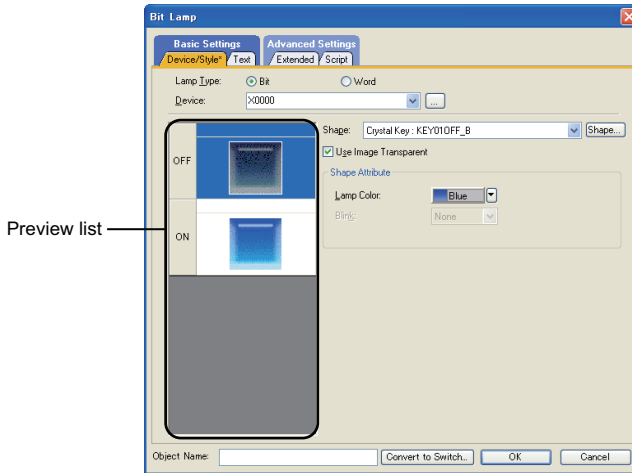 Bit Lamp
Basic Settings
Advanced Settings
Device/Style* Text Extended Script
Lamp Type: Bit Word
Device: X0000 ...
Shape: Crystal Key : KEY01OFF_B Shape...
Use Image Transparent
Shape Attribute
Lamp Color: Blue
Blink: None
OFF
ON
Preview list
Object Name: Convert to Switch... OK Cancel